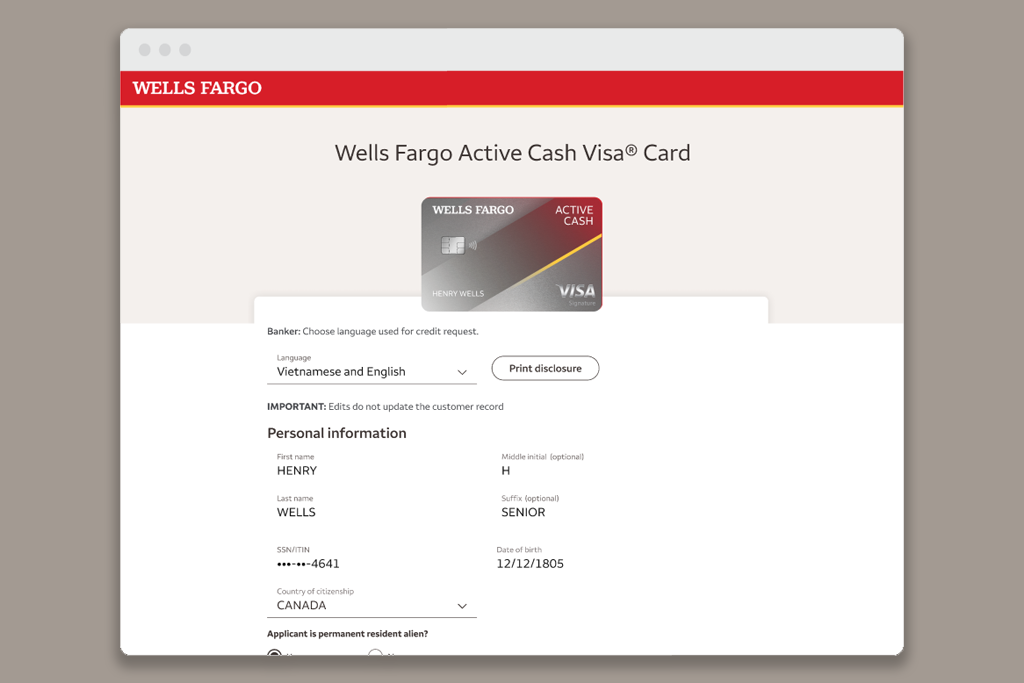 WELLS FARGO
Wells Fargo Active Cash Visa® Card
WELLS FARGO
ACTIVE
CASH
HENRY WELLS
VISA
Signature
Banker: Choose language used for credit request.
Language
Vietnamese and English
Print disclosure
IMPORTANT: Edits do not update the customer record
Personal information
First name
Middle initial (optional)
HENRY
H
Last name
Suffix (optional)
WELLS
SENIOR
SSN/ITIN
Date of birth
•••-••-4641
12/12/1805
Country of citizenship
CANADA
Applicant is permanent resident alien?